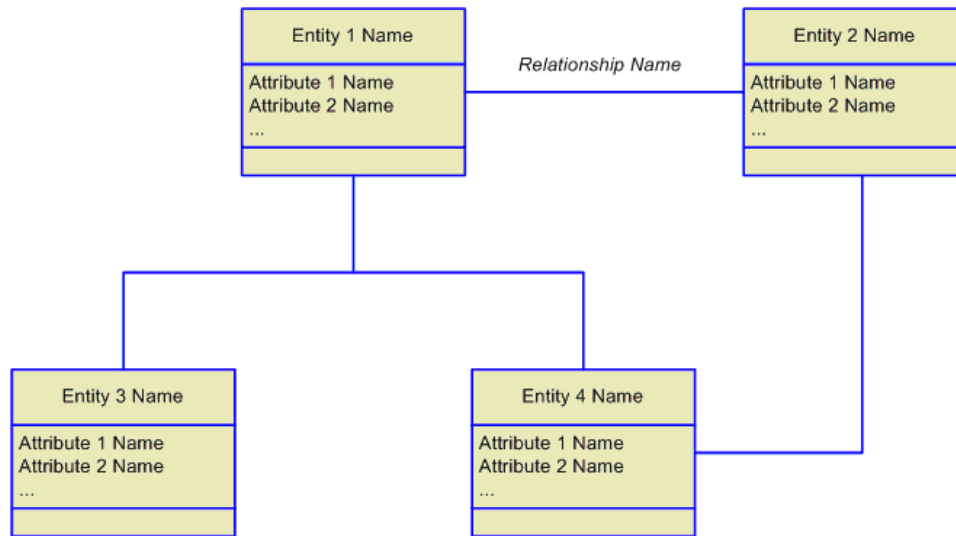 Entity 1 Name
Attribute 1 Name
Attribute 2 Name
...
Relationship Name
Entity 2 Name
Attribute 1 Name
Attribute 2 Name
...
Entity 3 Name
Attribute 1 Name
Attribute 2 Name
...
Entity 4 Name
Attribute 1 Name
Attribute 2 Name
...